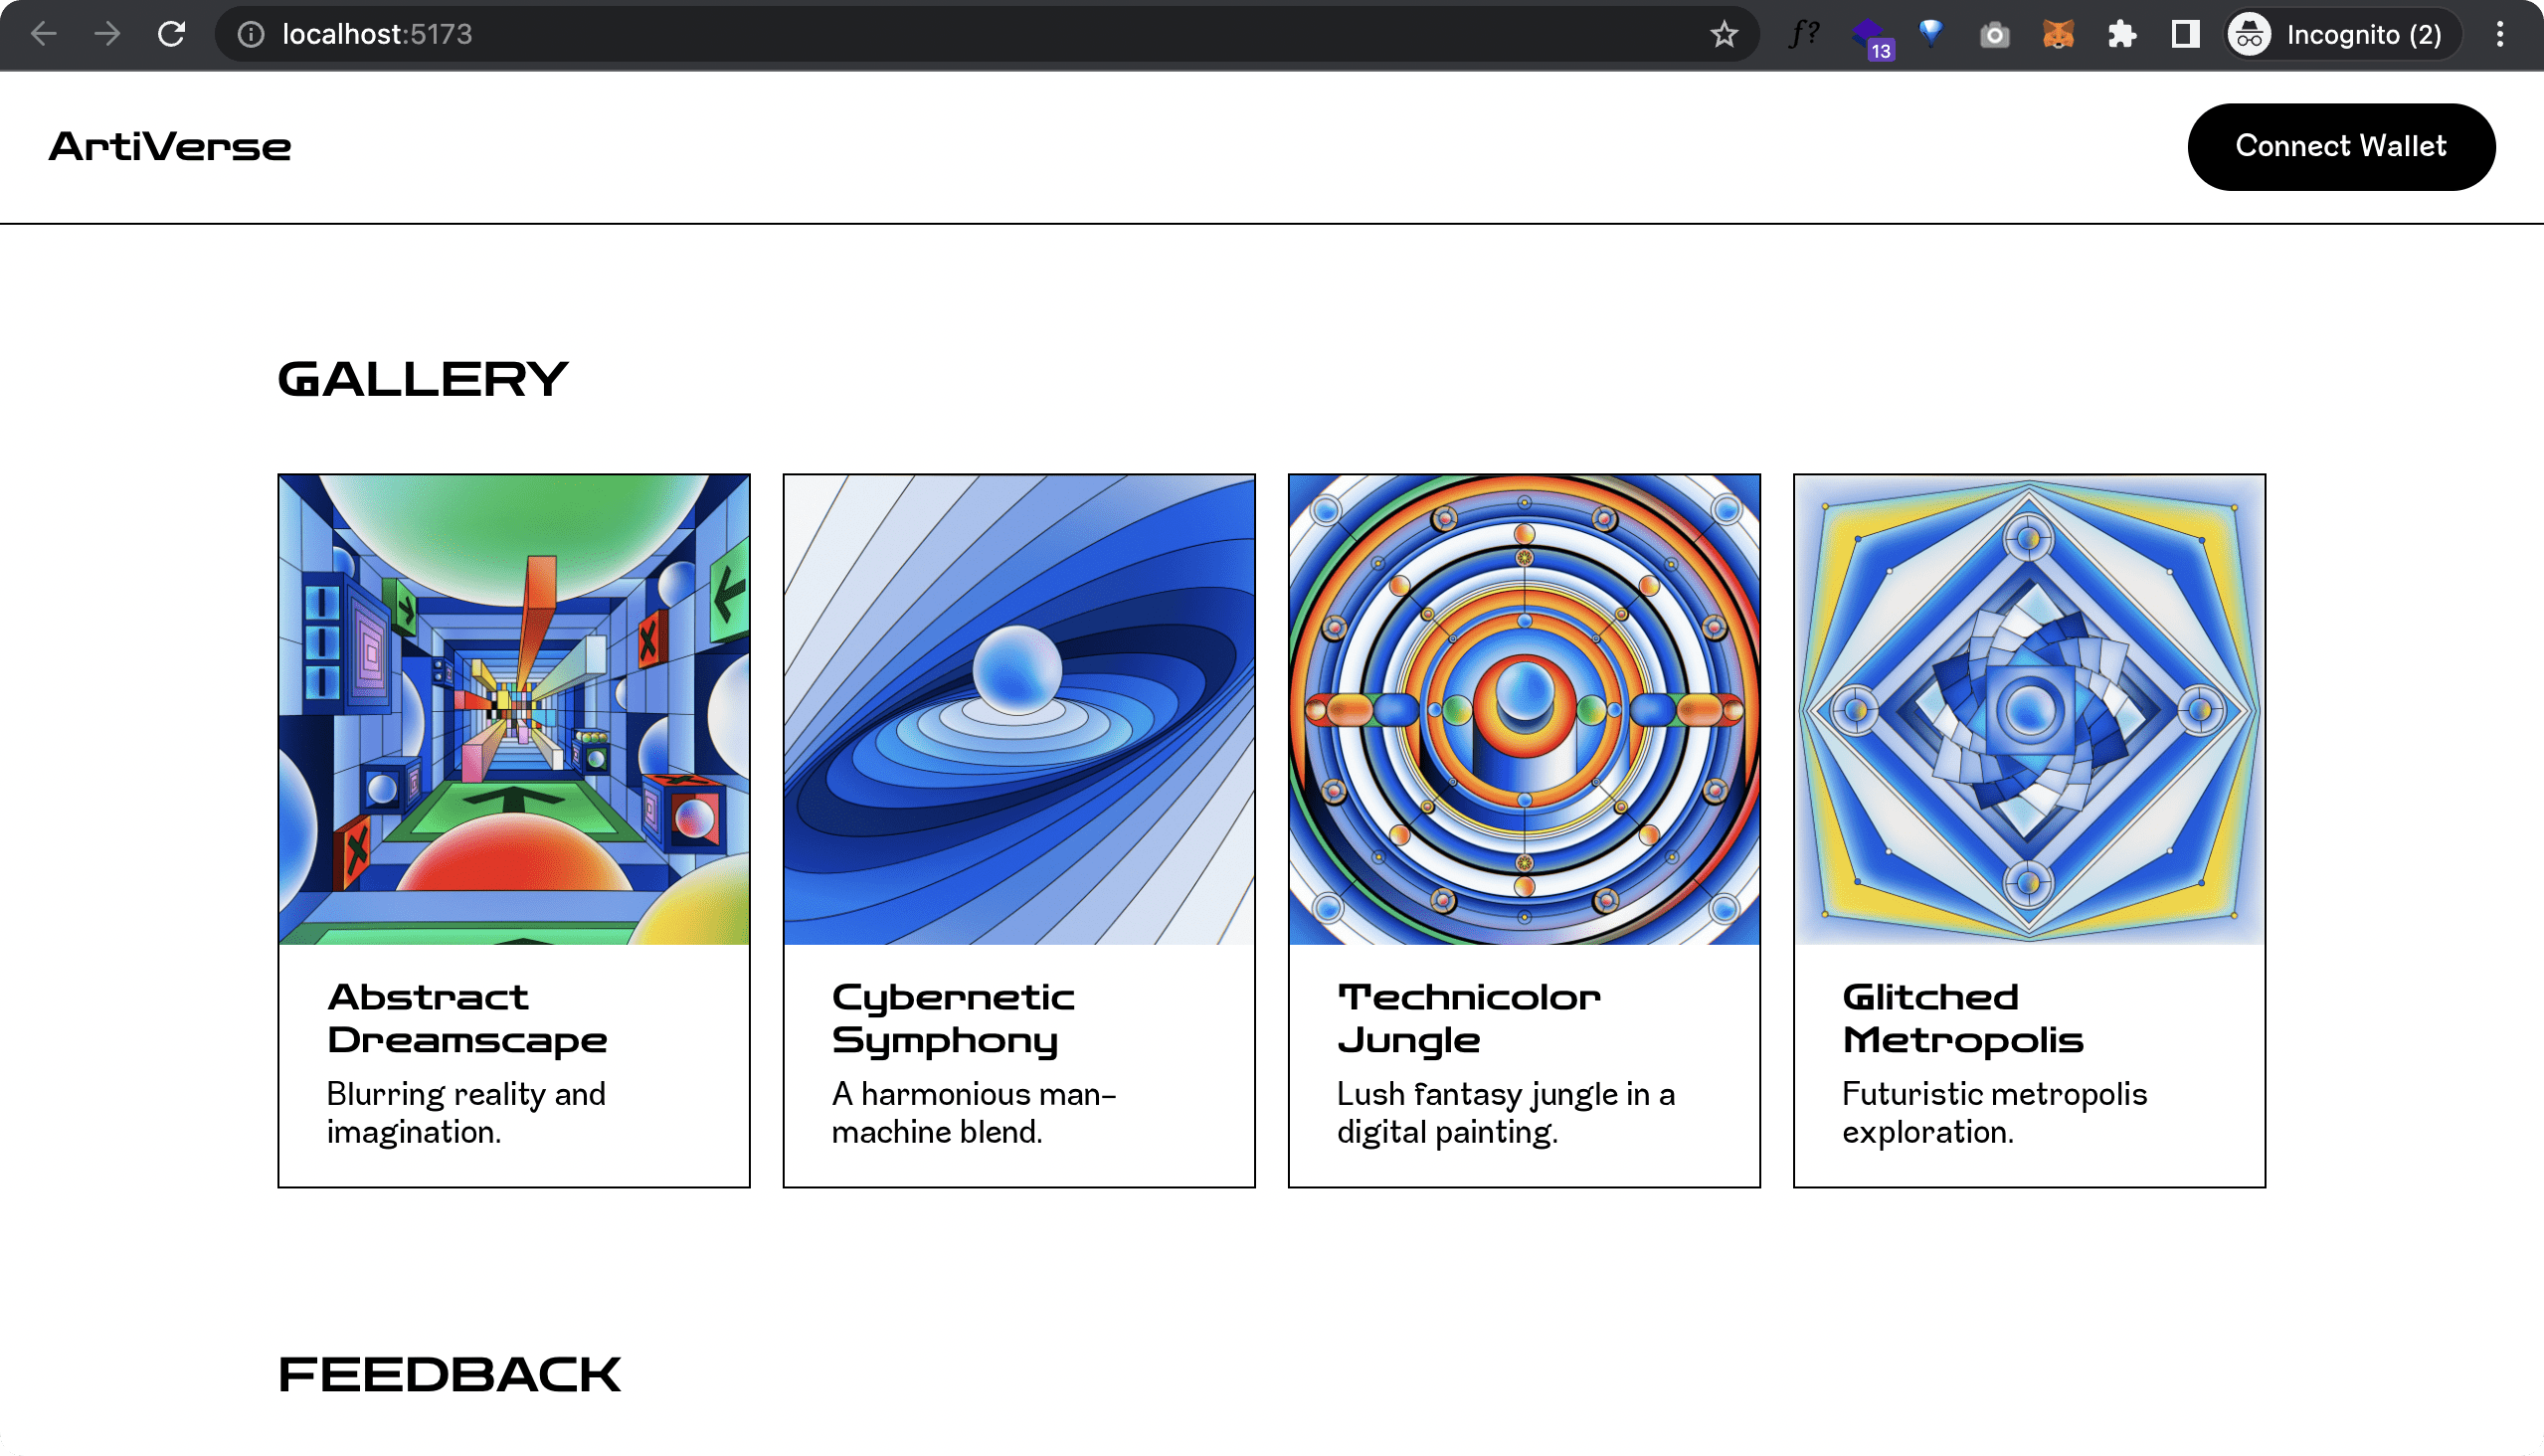 localhost:5173
f?
13
Incognito (2)
ArtiVerse
Connect Wallet
GALLERY
Abstract
Dreamscape
Blurring reality and
imagination.
Cybernetic
Symphony
A harmonious man-
machine blend.
Technicolor
Jungle
Lush fantasy jungle in a
digital painting.
Glitched
Metropolis
Futuristic metropolis
exploration.
FEEDBACK